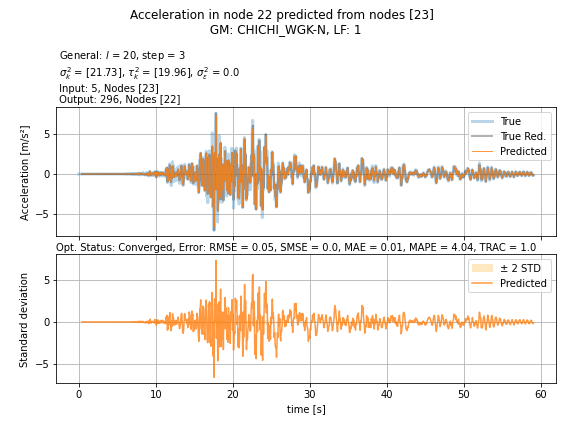 Acceleration in node 22 predicted from nodes [23]
GM: CHICHI_WGK-N, LF: 1
General: l = 20, step = 3
σ²ₖ = [21.73], τ²ₖ = [19.96], σ²ε = 0.0
Input: 5, Nodes [23]
Output: 296, Nodes [22]
Acceleration [m/s²]
5
0
−5
True
True Red.
Predicted
Opt. Status: Converged, Error: RMSE = 0.05, SMSE = 0.0, MAE = 0.01, MAPE = 4.04, TRAC = 1.0
Standard deviation
5
0
−5
± 2 STD
Predicted
0 10 20 30 40 50 60
time [s]